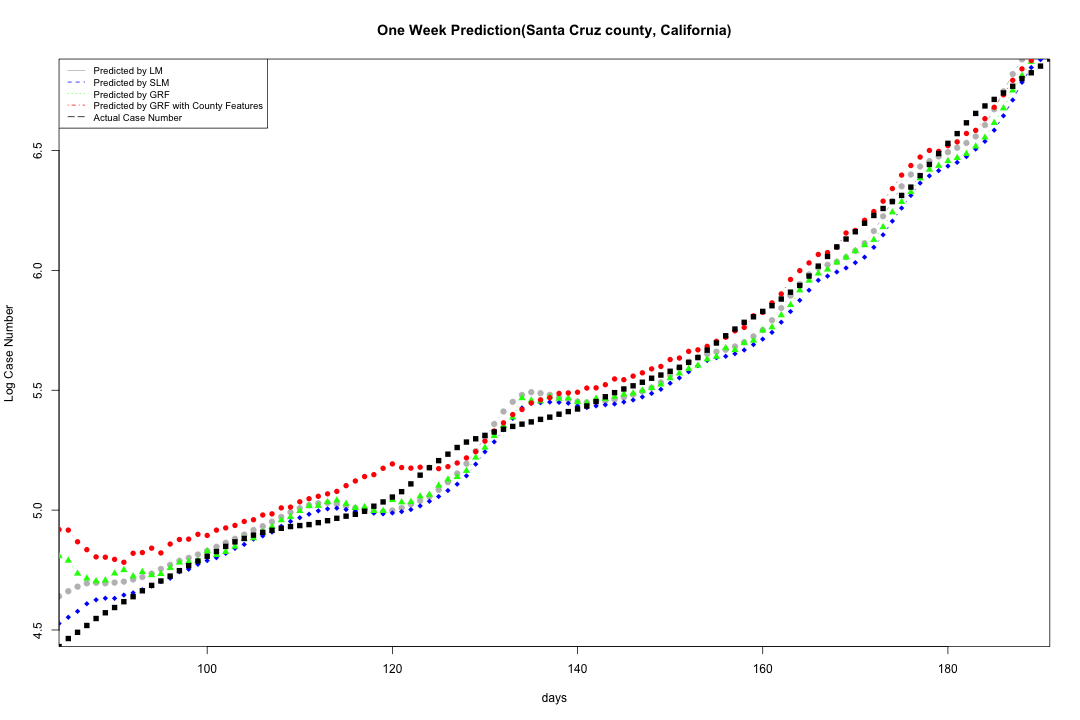 One Week Prediction(Santa Cruz county, California)
Predicted by LM
Predicted by SLM
Predicted by GRF
Predicted by GRF with County Features
Actual Case Number
Log Case Number
6.5
6.0
5.5
5.0
4.5
100 120 140 160 180
days